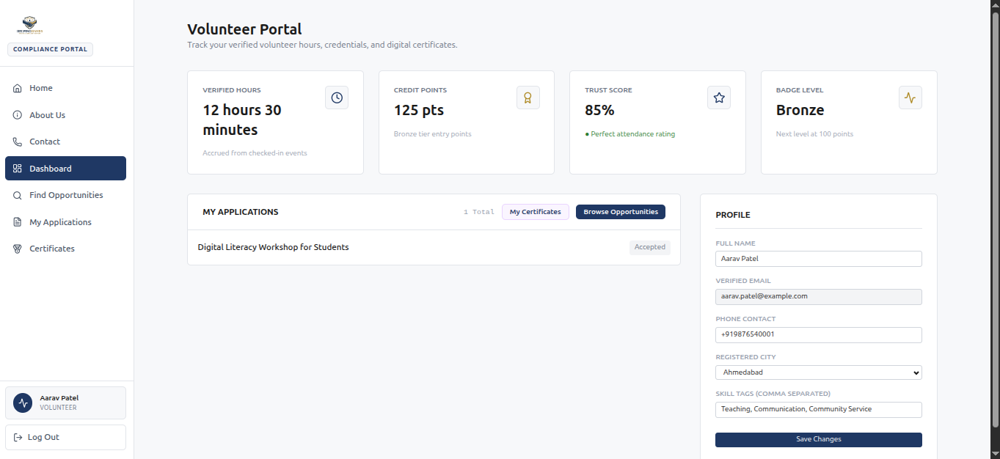 HELPINGHANDS
COMPLIANCE PORTAL
Home
About Us
Contact
Dashboard
Find Opportunities
My Applications
Certificates
Aarav Patel
VOLUNTEER
Log Out
Volunteer Portal
Track your verified volunteer hours, credentials, and digital certificates.
VERIFIED HOURS
12 hours 30
minutes
Accrued from checked-in events
CREDIT POINTS
125 pts
Bronze tier entry points
TRUST SCORE
85%
● Perfect attendance rating
BADGE LEVEL
Bronze
Next level at 100 points
MY APPLICATIONS
1 Total
My Certificates
Browse Opportunities
Digital Literacy Workshop for Students
Accepted
PROFILE
FULL NAME
Aarav Patel
VERIFIED EMAIL
aarav.patel@example.com
PHONE CONTACT
+919876540001
REGISTERED CITY
Ahmedabad
SKILL TAGS (COMMA SEPARATED)
Teaching, Communication, Community Service
Save Changes